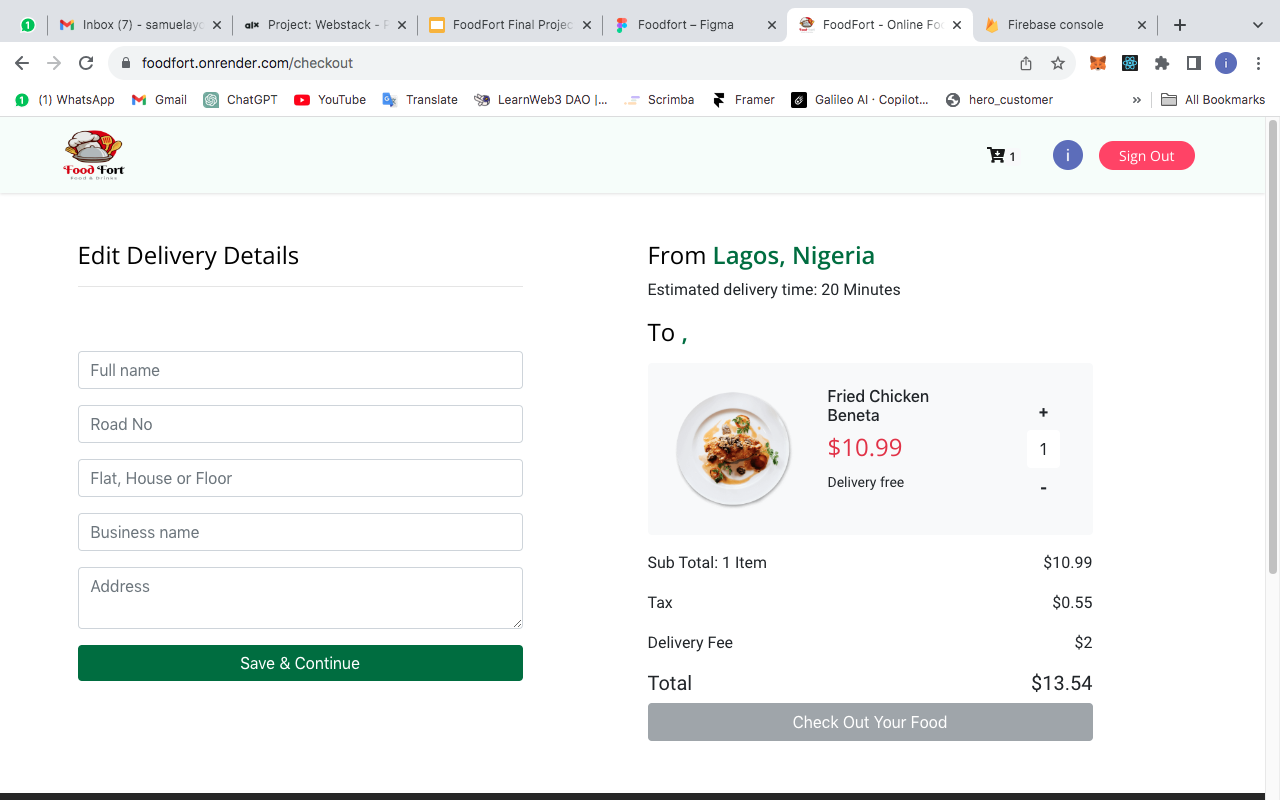 1
Inbox (7) - samuelayo
Project: Webstack - P
FoodFort Final Projec
Foodfort – Figma
FoodFort - Online Foo
Firebase console
foodfort.onrender.com/checkout
i
(1) WhatsApp
Gmail
ChatGPT
YouTube
Translate
LearnWeb3 DAO |...
Scrimba
Framer
Galileo AI · Copilot...
hero_customer
»
All Bookmarks
Food Fort
Food & Drinks
1
i
Sign Out
Edit Delivery Details
Full name
Road No
Flat, House or Floor
Business name
Address
Save & Continue
From Lagos, Nigeria
Estimated delivery time: 20 Minutes
To ,
Fried Chicken
Beneta
$10.99
Delivery free
+
1
-
Sub Total: 1 Item $10.99
Tax $0.55
Delivery Fee $2
Total $13.54
Check Out Your Food